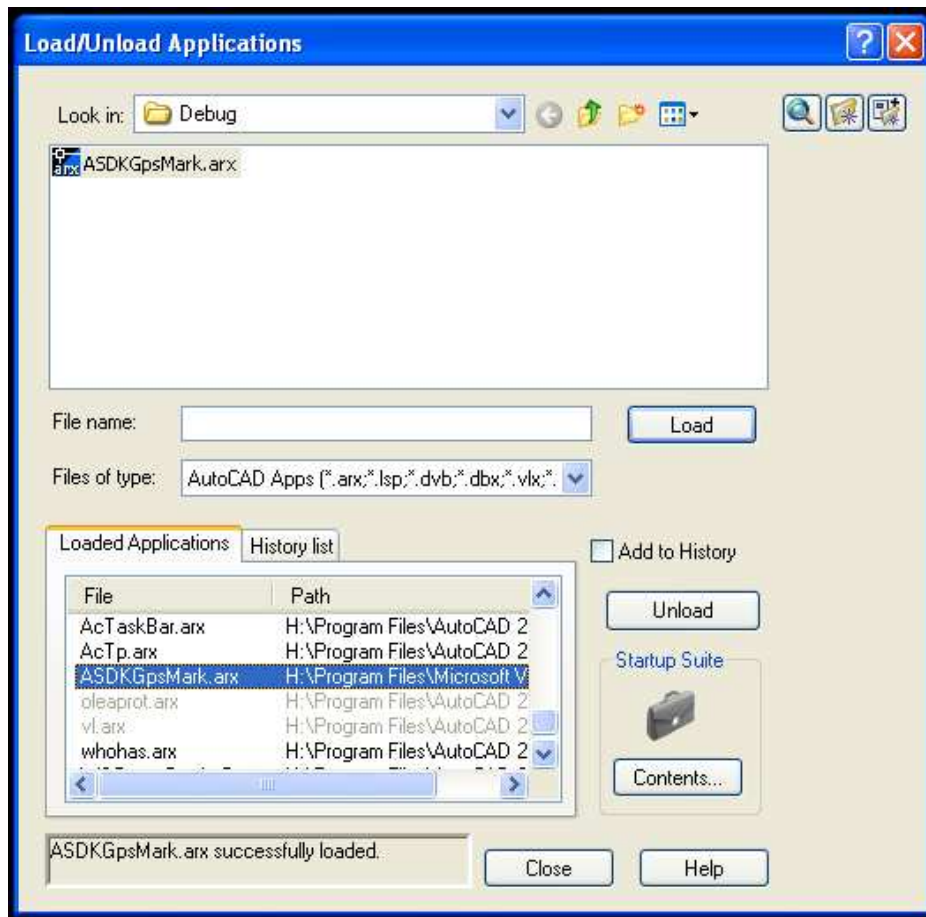 Load/Unload Applications
Look in: Debug
ASDKGpsMark.arx
File name:
Load
Files of type: AutoCAD Apps (*.arx;*.lsp;*.dvb;*.dbx;*.vlx;*.
Loaded Applications History list
Add to History
File Path
AcTaskBar.arx H:\Program Files\AutoCAD 2
Unload
AcTp.arx H:\Program Files\AutoCAD 2
ASDKGpsMark.arx H:\Program Files\Microsoft V
Startup Suite
oleaprot.arx H:\Program Files\AutoCAD 2
vl.arx H:\Program Files\AutoCAD 2
whohas.arx H:\Program Files\AutoCAD 2
Contents...
ASDKGpsMark.arx successfully loaded.
Close Help